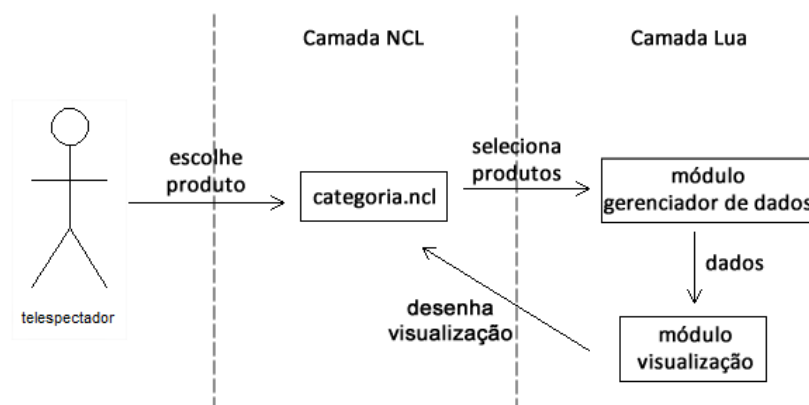 Camada NCL
Camada Lua
escolhe
produto
seleciona
produtos
categoria.ncl
módulo
gerenciador de dados
dados
desenha
visualização
módulo
visualização
telespectador